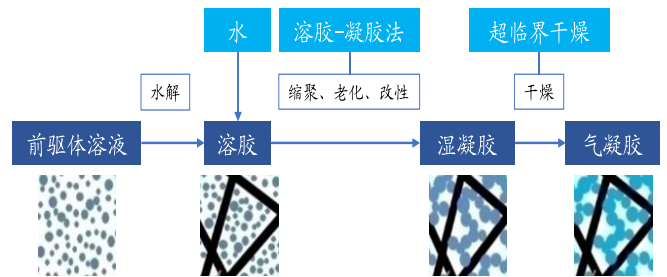 水
溶胶-凝胶法
超临界干燥
水解
缩聚、老化、改性
干燥
前驱体溶液
溶胶
湿凝胶
气凝胶